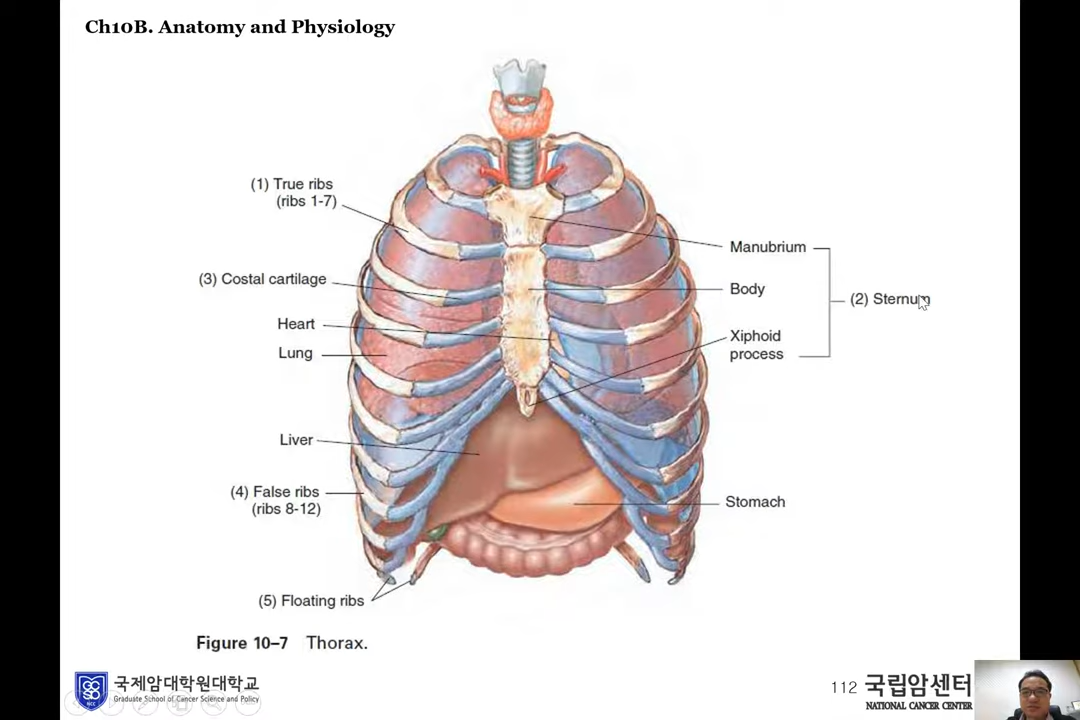 Ch10B. Anatomy and Physiology
(1) True ribs
(ribs 1-7)
(3) Costal cartilage
Heart
Lung
Liver
(4) False ribs
(ribs 8-12)
(5) Floating ribs
Manubrium
Body
Xiphoid
process
(2) Sternum
Stomach
Figure 10–7 Thorax.
국제암대학원대학교
Graduate School of Cancer Science and Policy
112
국립암센터
NATIONAL CANCER CENTER